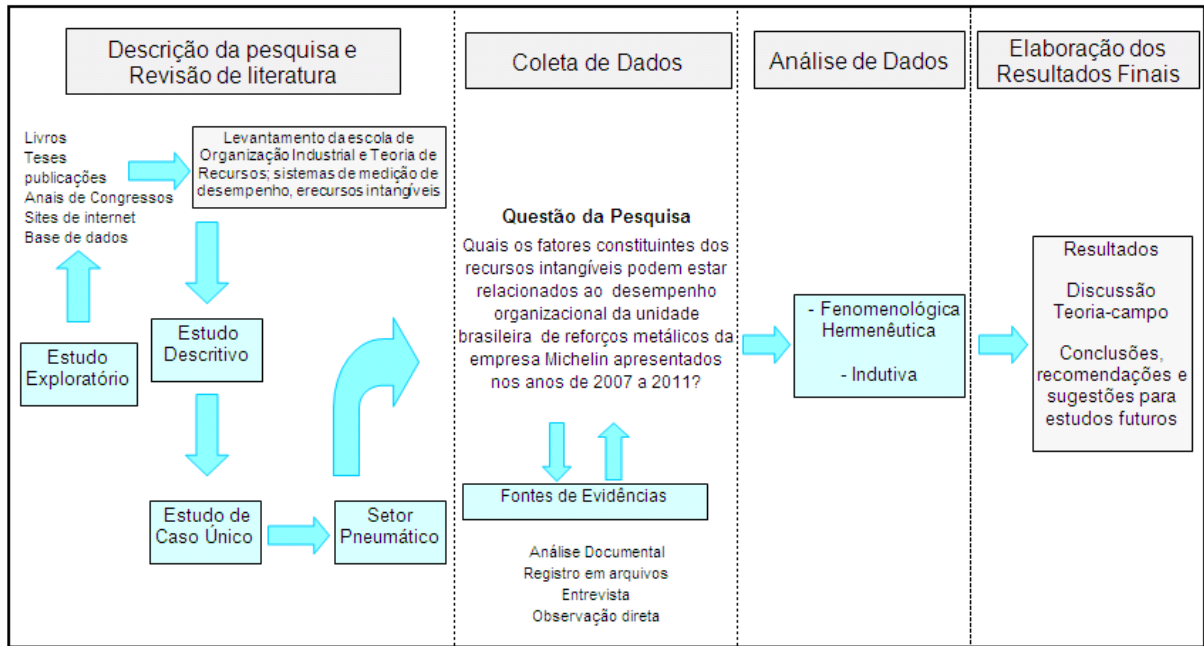 Descrição da pesquisa e
Revisão de literatura
Livros
Teses
publicações
Anais de Congressos
Sites de internet
Base de dados
Levantamento da escola de
Organização Industrial e Teoria de
Recursos; sistemas de medição de
desempenho, erecursos intangíveis
Estudo
Exploratório
Estudo
Descritivo
Estudo de
Caso Único
Setor
Pneumático
Coleta de Dados
Questão da Pesquisa
Quais os fatores constituintes dos
recursos intangíveis podem estar
relacionados ao desempenho
organizacional da unidade
brasileira de reforços metálicos da
empresa Michelin apresentados
nos anos de 2007 a 2011?
Fontes de Evidências
Análise Documental
Registro em arquivos
Entrevista
Observação direta
Análise de Dados
- Fenomenológica
Hermenêutica
- Indutiva
Elaboração dos
Resultados Finais
Resultados
Discussão
Teoria-campo
Conclusões,
recomendações e
sugestões para
estudos futuros